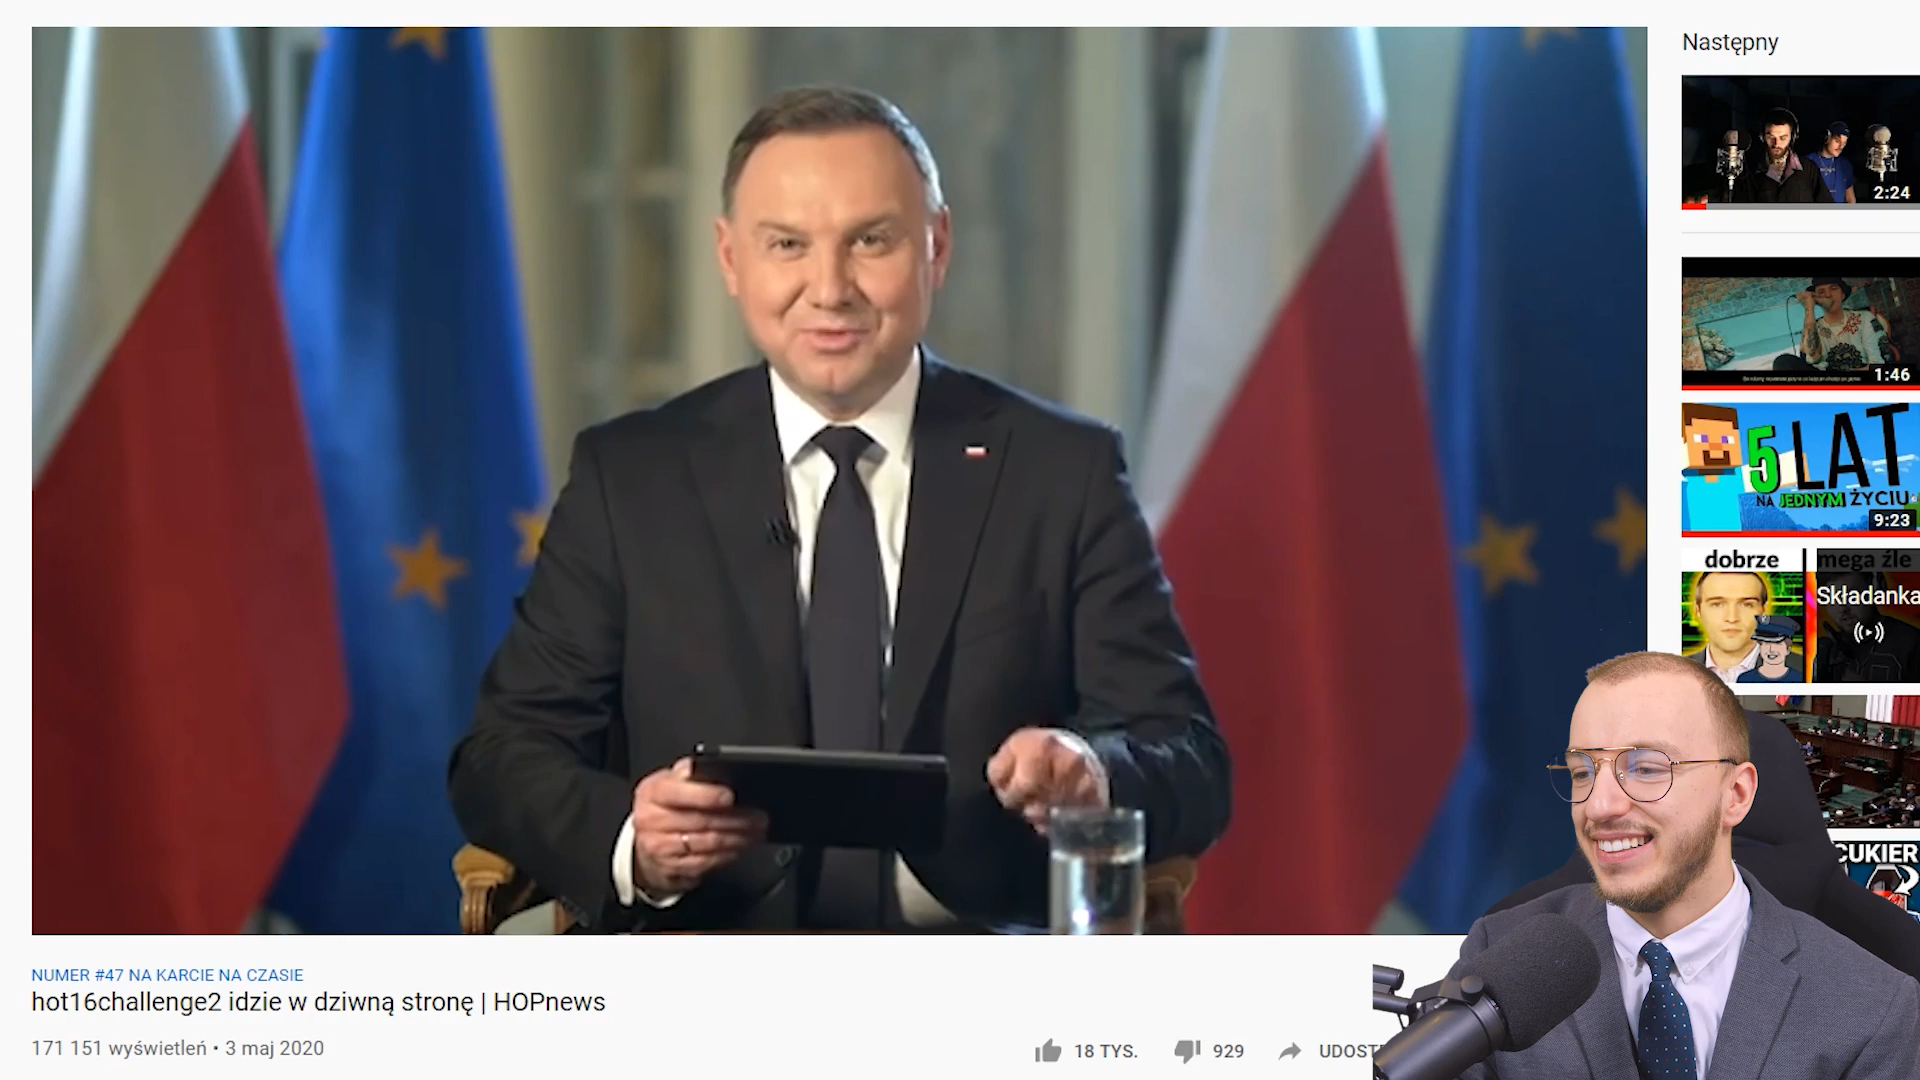 Następny
2:24
1:46
5 LAT
NA JEDNYM ŻYCIU
9:23
dobrze
mega źle
Składanka
CUKIER
NUMER #47 NA KARCIE NA CZASIE
hot16challenge2 idzie w dziwną stronę | HOPnews
171 151 wyświetleń • 3 maj 2020
18 TYS.
929
UDOST